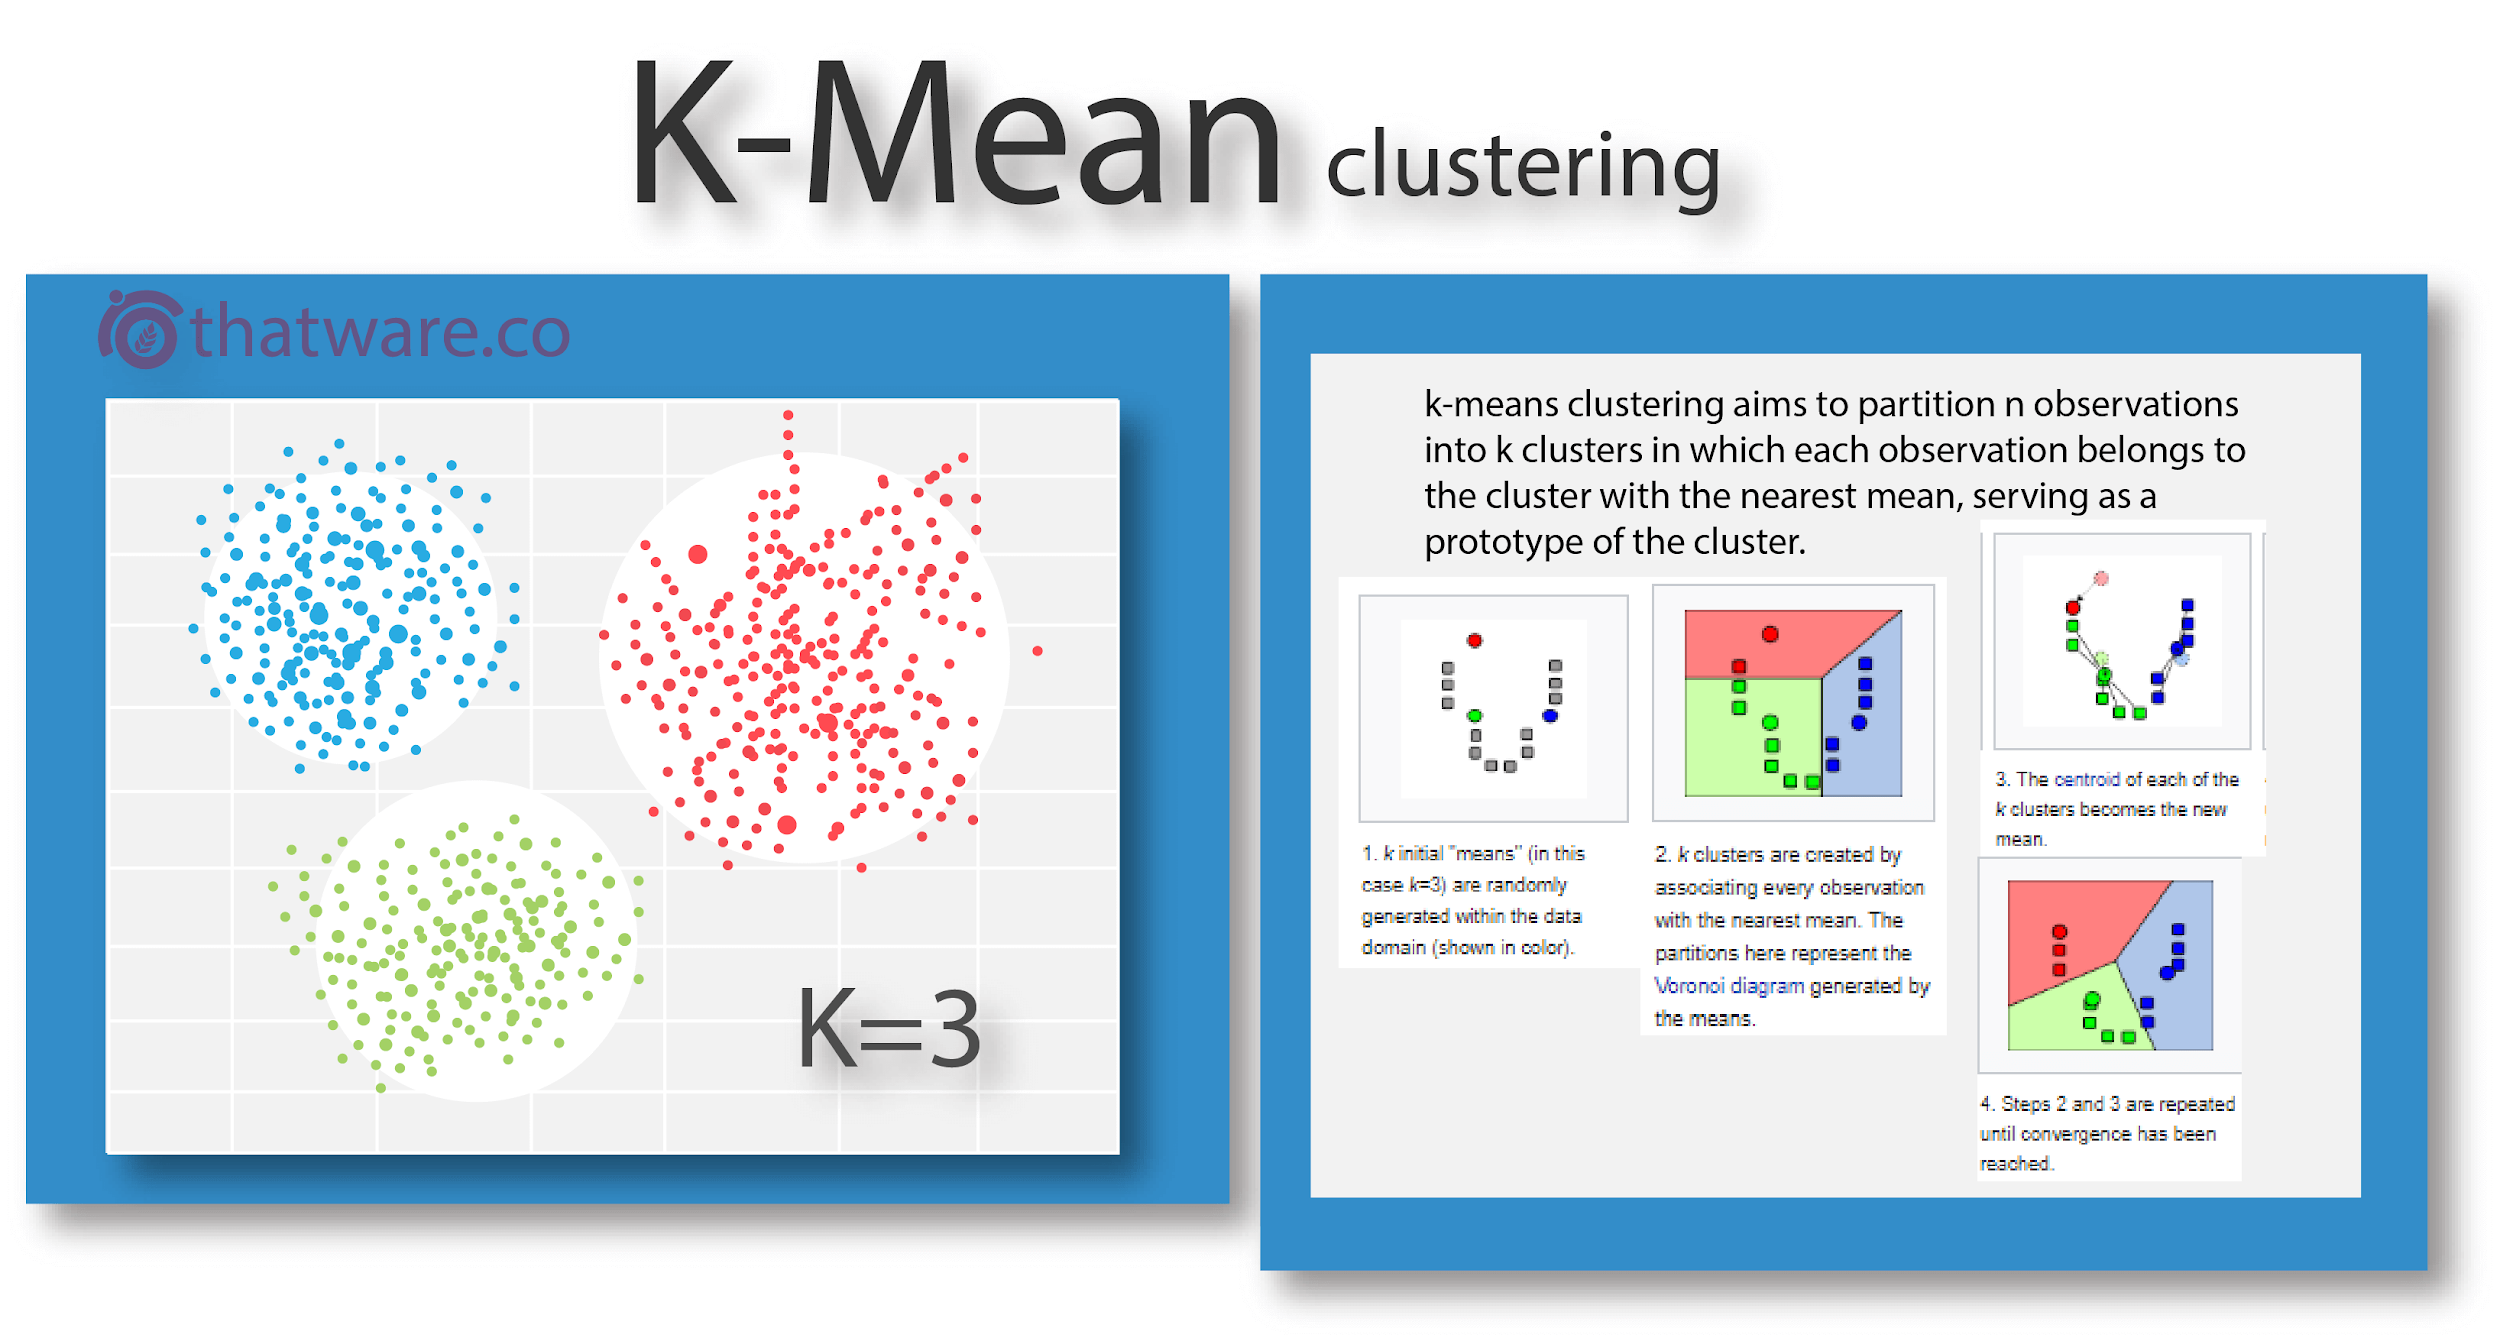 K-Mean clustering
thatware.co
K=3
k-means clustering aims to partition n observations
into k clusters in which each observation belongs to
the cluster with the nearest mean, serving as a
prototype of the cluster.
1. k initial "means" (in this
case k=3) are randomly
generated within the data
domain (shown in color).
2. k clusters are created by
associating every observation
with the nearest mean. The
partitions here represent the
Voronoi diagram generated by
the means.
3. The centroid of each of the
k clusters becomes the new
mean.
4. Steps 2 and 3 are repeated
until convergence has been
reached.